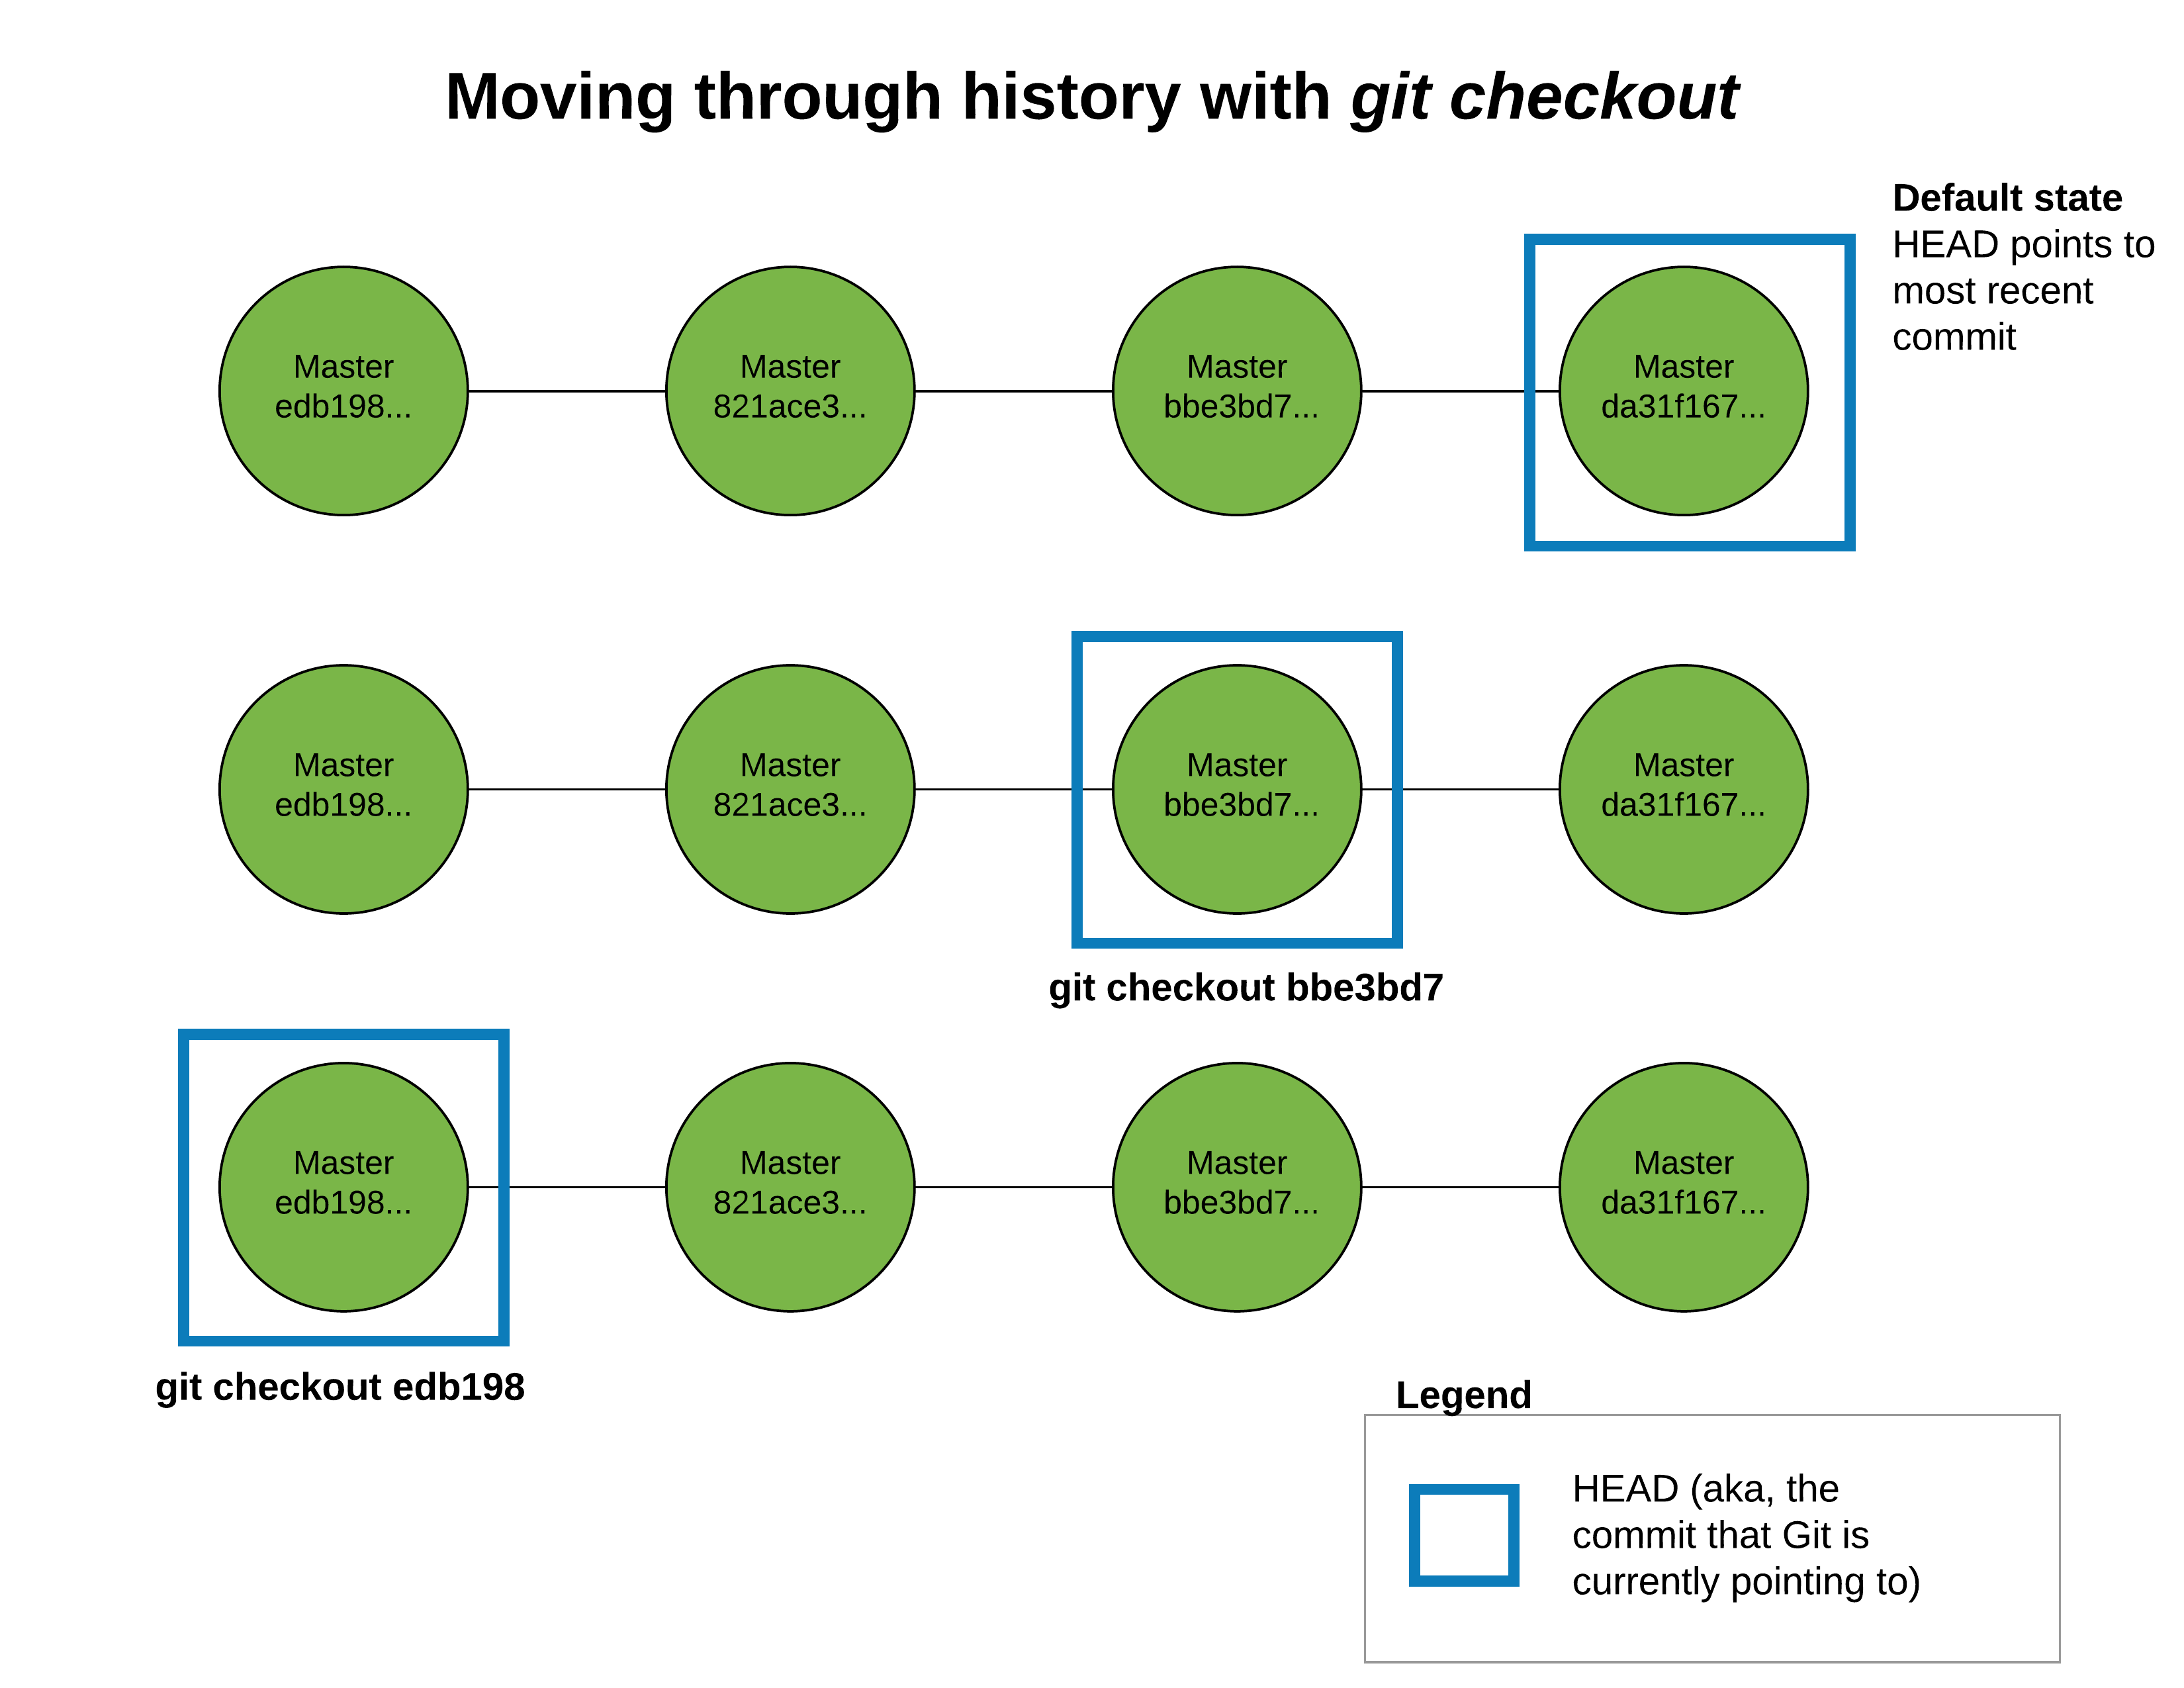 Moving through history with git checkout
Default state
HEAD points to
most recent
commit
Master
edb198...
Master
821ace3...
Master
bbe3bd7...
Master
da31f167...
Master
edb198...
Master
821ace3...
Master
bbe3bd7...
Master
da31f167...
git checkout bbe3bd7
Master
edb198...
Master
821ace3...
Master
bbe3bd7...
Master
da31f167...
git checkout edb198
Legend
HEAD (aka, the
commit that Git is
currently pointing to)